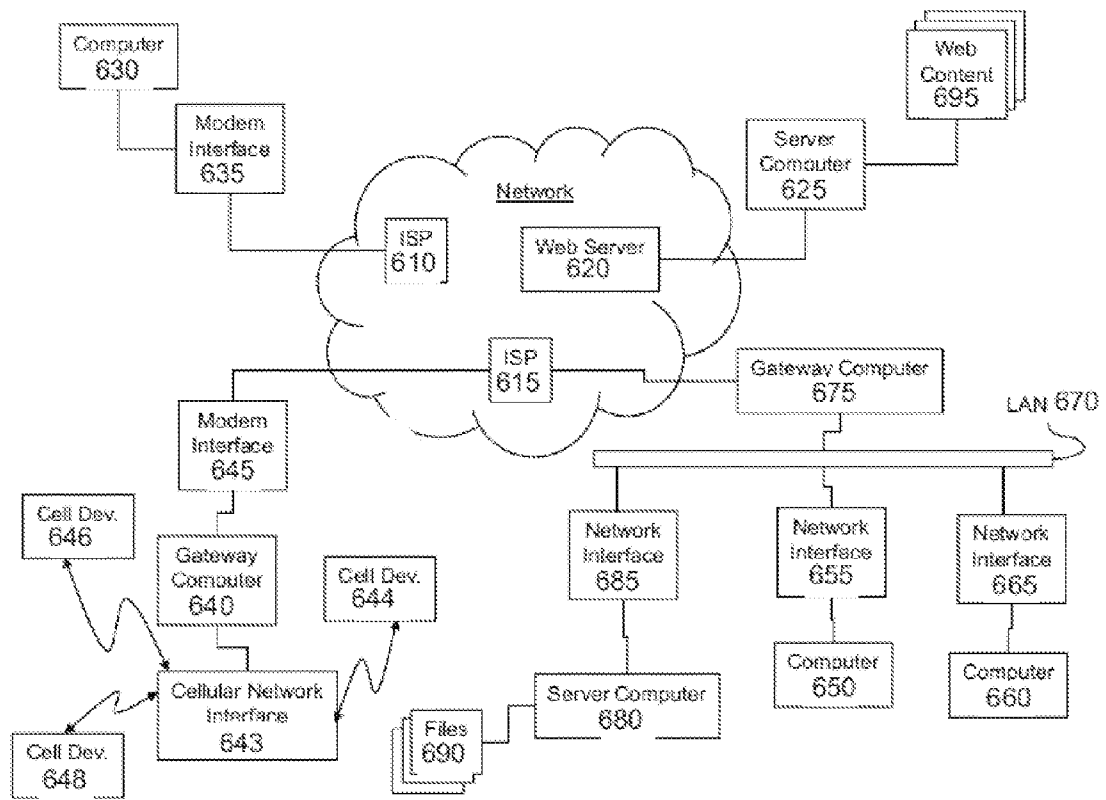 Computer
630
Modem
Interface
635
Network
ISP
610
Web Server
620
Web
Content
695
Server
Computer
625
ISP
615
Gateway Computer
675
LAN 670
Modem
Interface
645
Cell Dev.
646
Gateway
Computer
640
Cell Dev.
644
Cellular Network
Interface
643
Cell Dev.
648
Network
Interface
685
Network
Interface
655
Network
Interface
665
Server Computer
680
Files
690
Computer
650
Computer
660